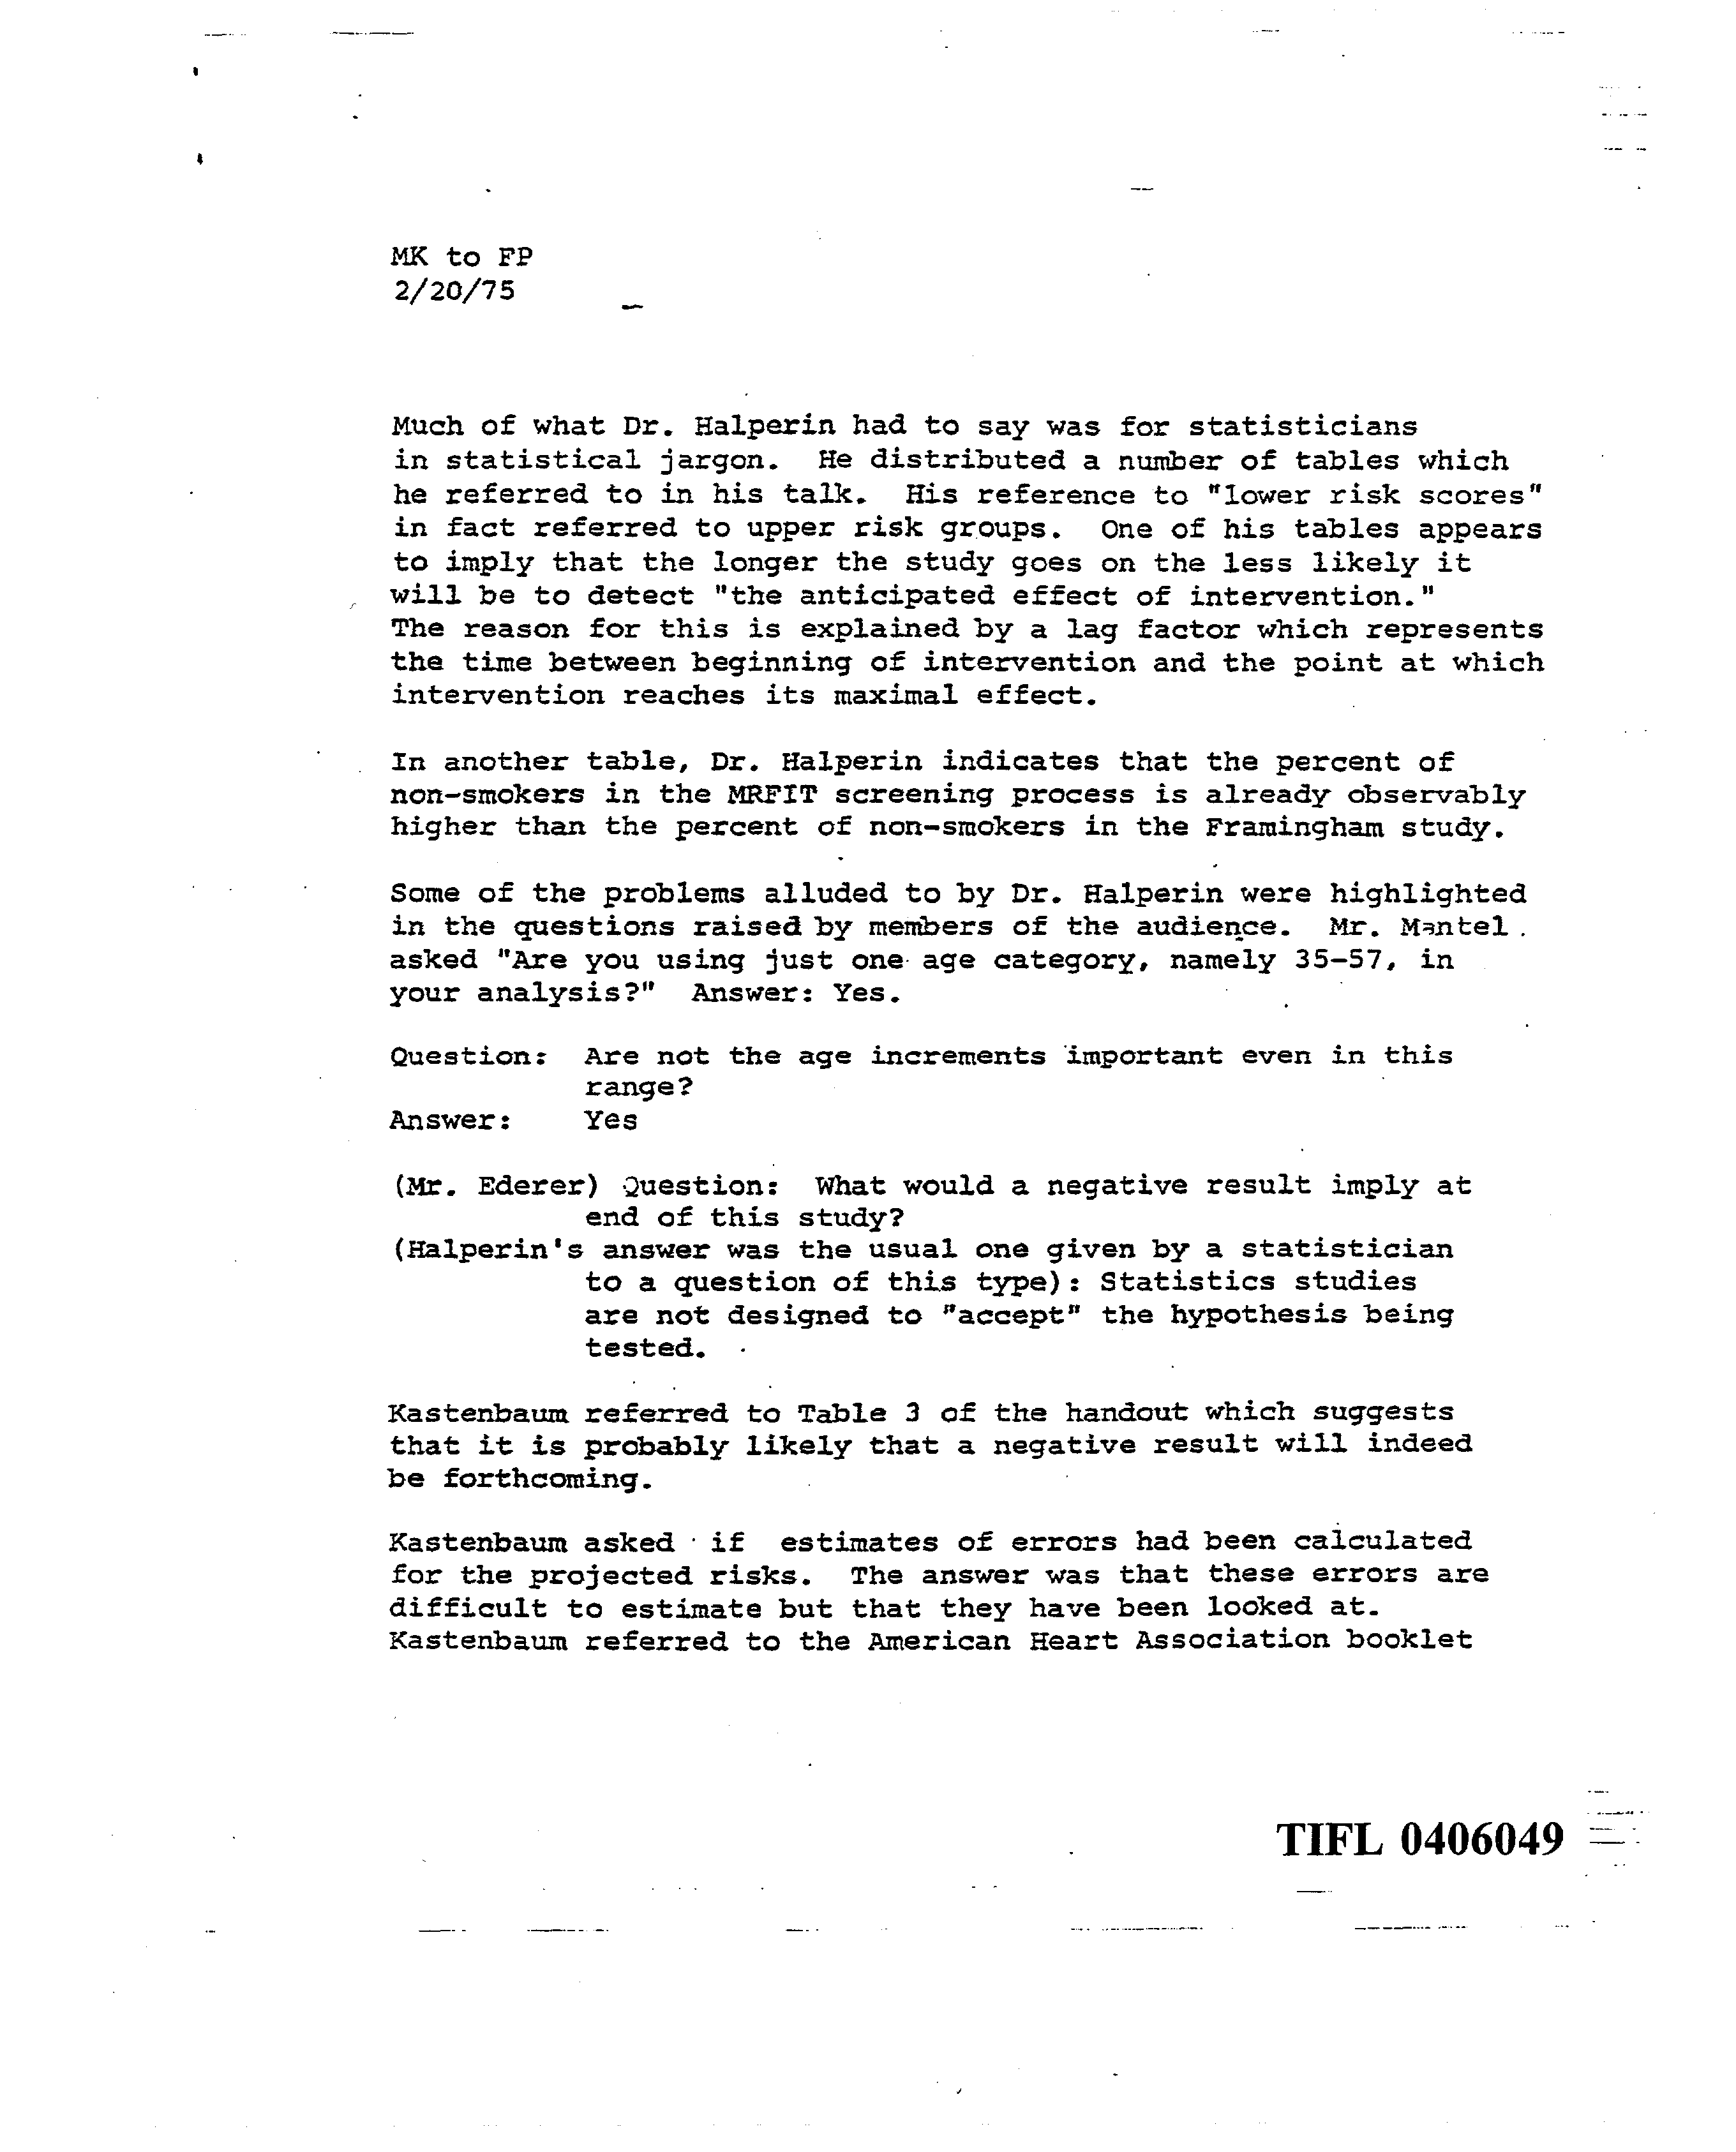 MK to FP
2/20/75
Much of what Dr. Halperin had to say was for statisticians
in statistical jargon. He distributed a number of tables which
he referred to in his talk. His reference to "lower risk scores"
in fact referred to upper risk groups. One of his tables appears
to imply that the longer the study goes on the less likely it
will be to detect "the anticipated effect of intervention."
The reason for this is explained by a lag factor which represents
the time between beginning of intervention and the point at which
intervention reaches its maximal effect.
In another table, Dr. Halperin indicates that the percent of
non-smokers in the MRFIT screening process is already observably
higher than the percent of non-smokers in the Framingham study.
Some of the problems alluded to by Dr. Halperin were highlighted
in the questions raised by members of the audience. Mr. Mantel
asked "Are you using just one age category, namely 35-57, in
your analysis?" Answer: Yes.
Question: Are not the age increments important even in this
range?
Answer: Yes
(Mr. Ederer) Question: What would a negative result imply at
end of this study?
(Halperin's answer was the usual one given by a statistician
to a question of this type): Statistics studies
are not designed to "accept" the hypothesis being
tested.
Kastenbaum referred to Table 3 of the handout which suggests
that it is probably likely that a negative result will indeed
be forthcoming.
Kastenbaum asked if estimates of errors had been calculated
for the projected risks. The answer was that these errors are
difficult to estimate but that they have been looked at.
Kastenbaum referred to the American Heart Association booklet
TIFL 0406049